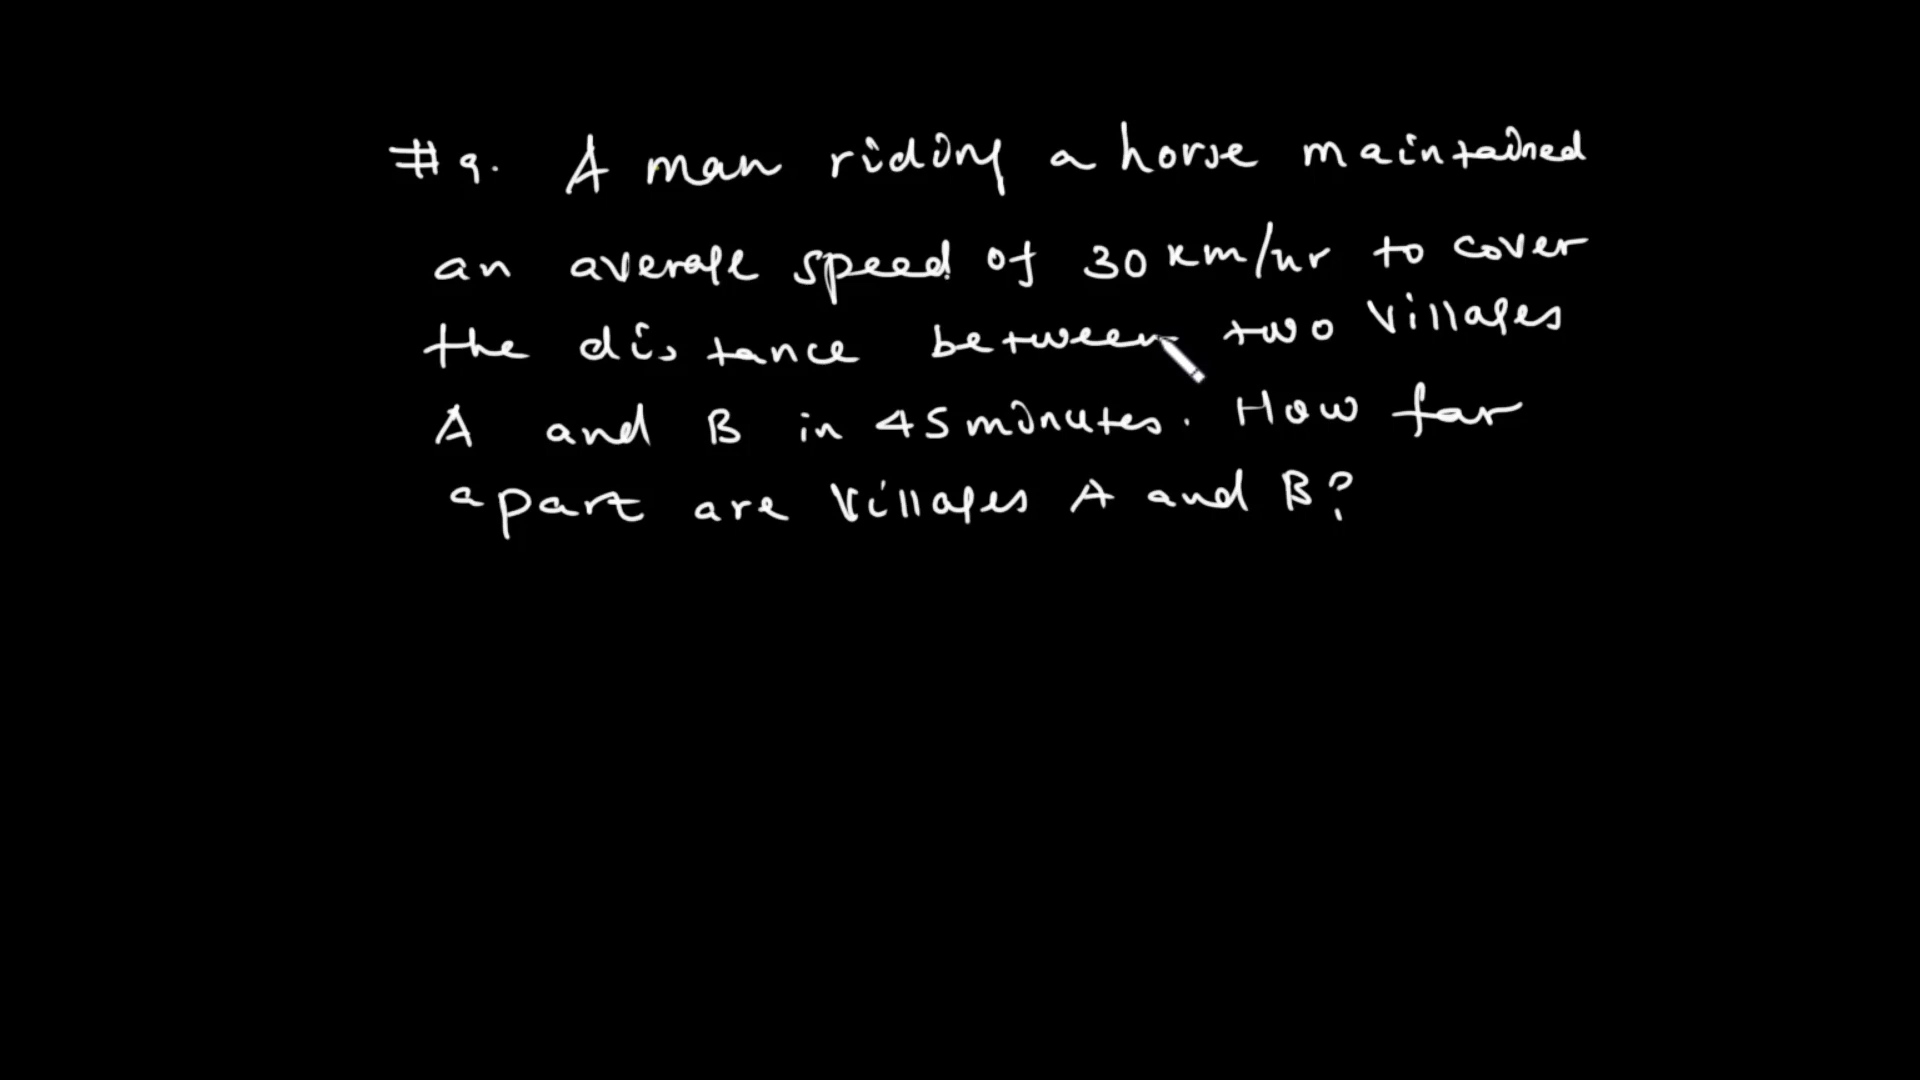 #9. A man riding a horse maintained
an average speed of 30 km/hr to cover
the distance between two villages
A and B in 45 minutes. How far
apart are villages A and B?